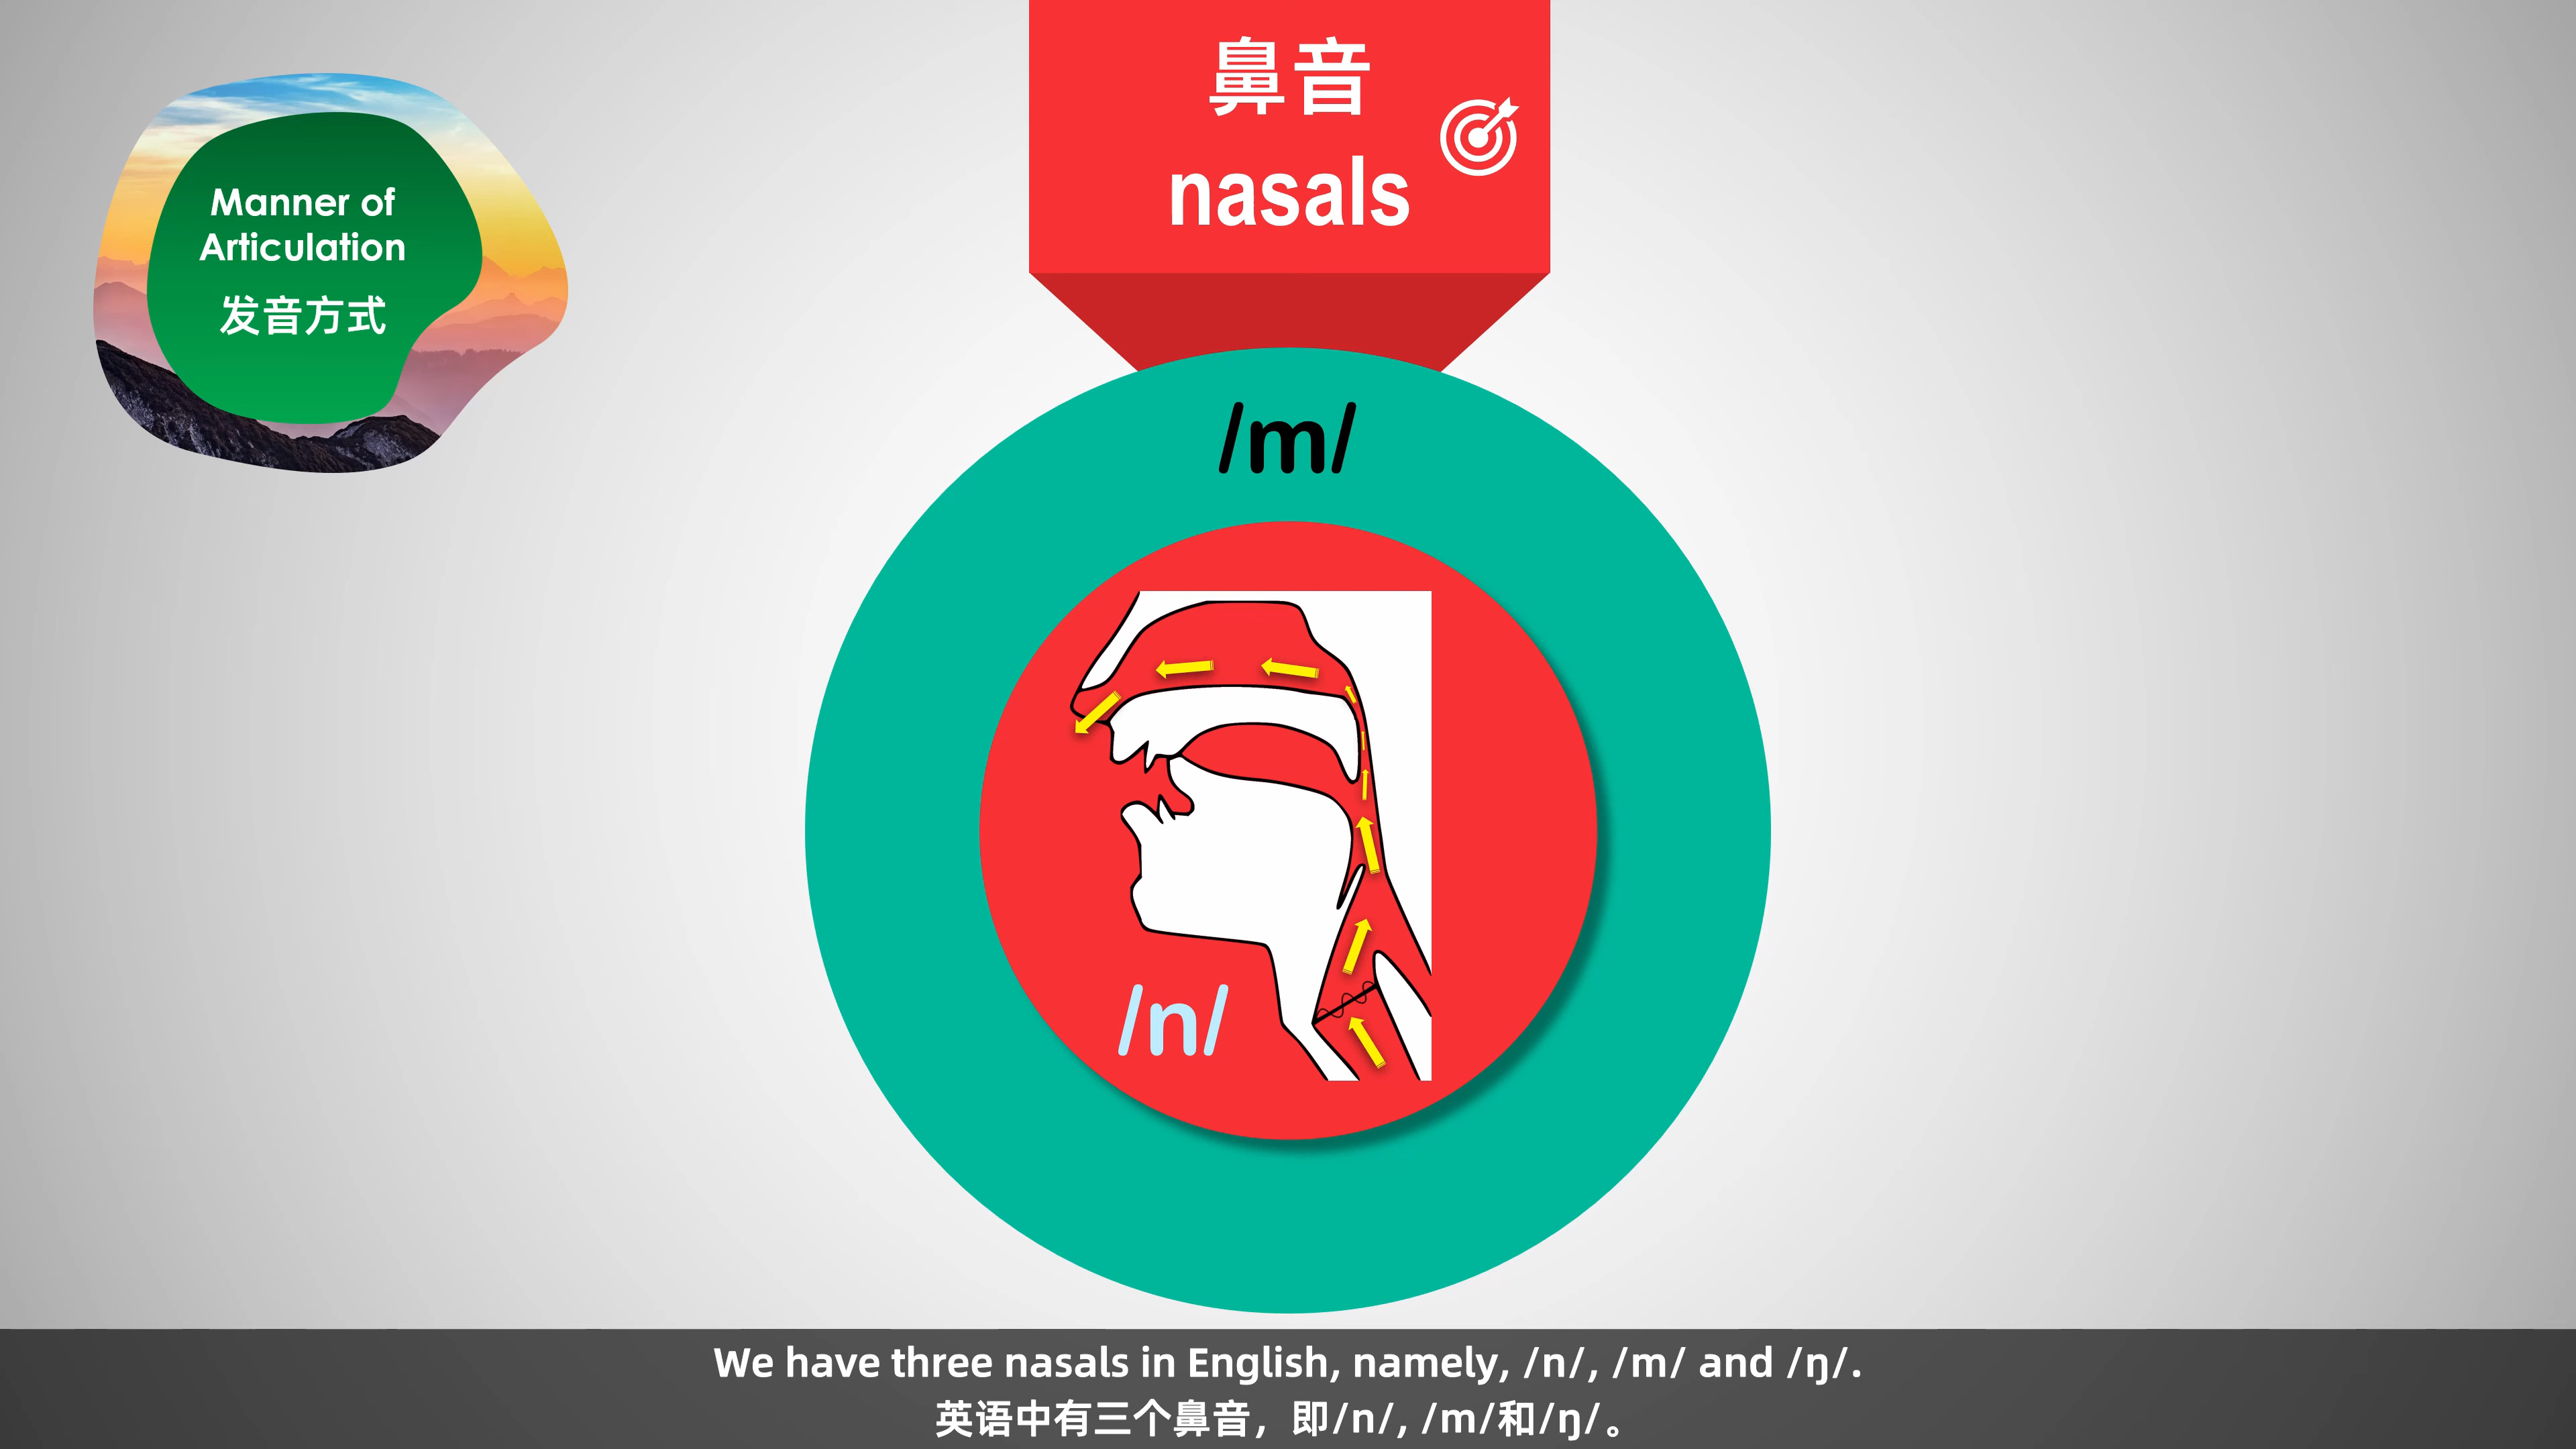 Manner of
Articulation
发音方式
鼻音
nasals
/m/
/n/
We have three nasals in English, namely, /n/, /m/ and /ŋ/.
英语中有三个鼻音，即/n/, /m/和/ŋ/。